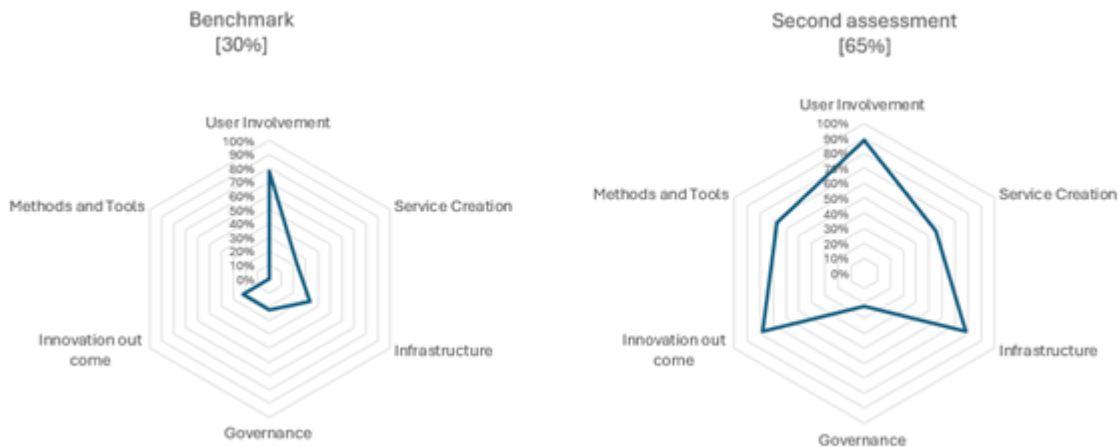 Benchmark
[30%]
User Involvement
100%
90%
80%
70%
60%
50%
40%
30%
20%
10%
0%
Methods and Tools
Service Creation
Innovation out
come
Infrastructure
Governance
Second assessment
[65%]
User Involvement
100%
90%
80%
70%
60%
50%
40%
30%
20%
10%
0%
Methods and Tools
Service Creation
Innovation out
come
Infrastructure
Governance